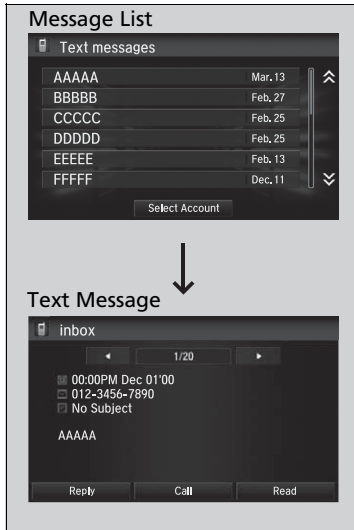 Message List
Text messages
AAAAA Mar. 13
BBBBB Feb. 27
CCCCC Feb. 25
DDDDD Feb. 25
EEEEE Feb. 13
FFFFF Dec. 11
Select Account
Text Message
inbox
1/20
00:00PM Dec 01'00
012-3456-7890
No Subject
AAAAA
Reply Call Read